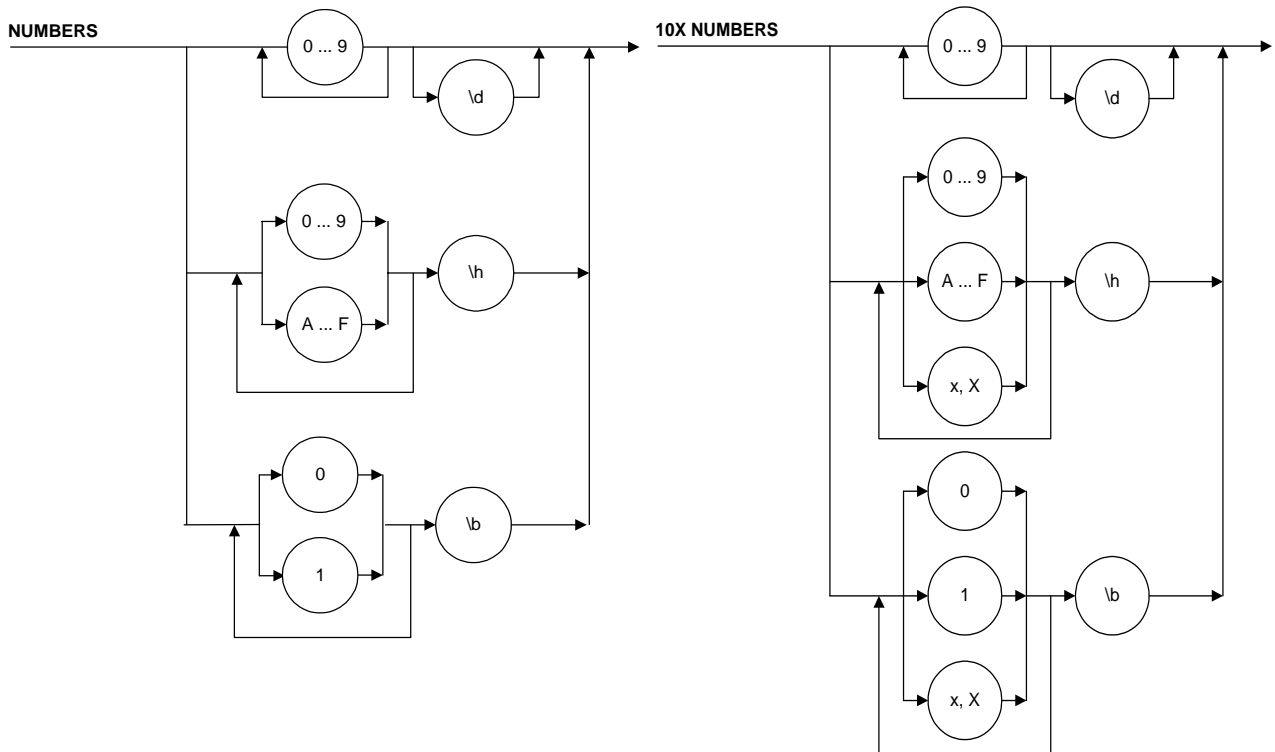 NUMBERS
0 ... 9
\d
0 ... 9
\h
A ... F
0
\b
1
10X NUMBERS
0 ... 9
\d
0 ... 9
A ... F
\h
x, X
0
1
\b
x, X